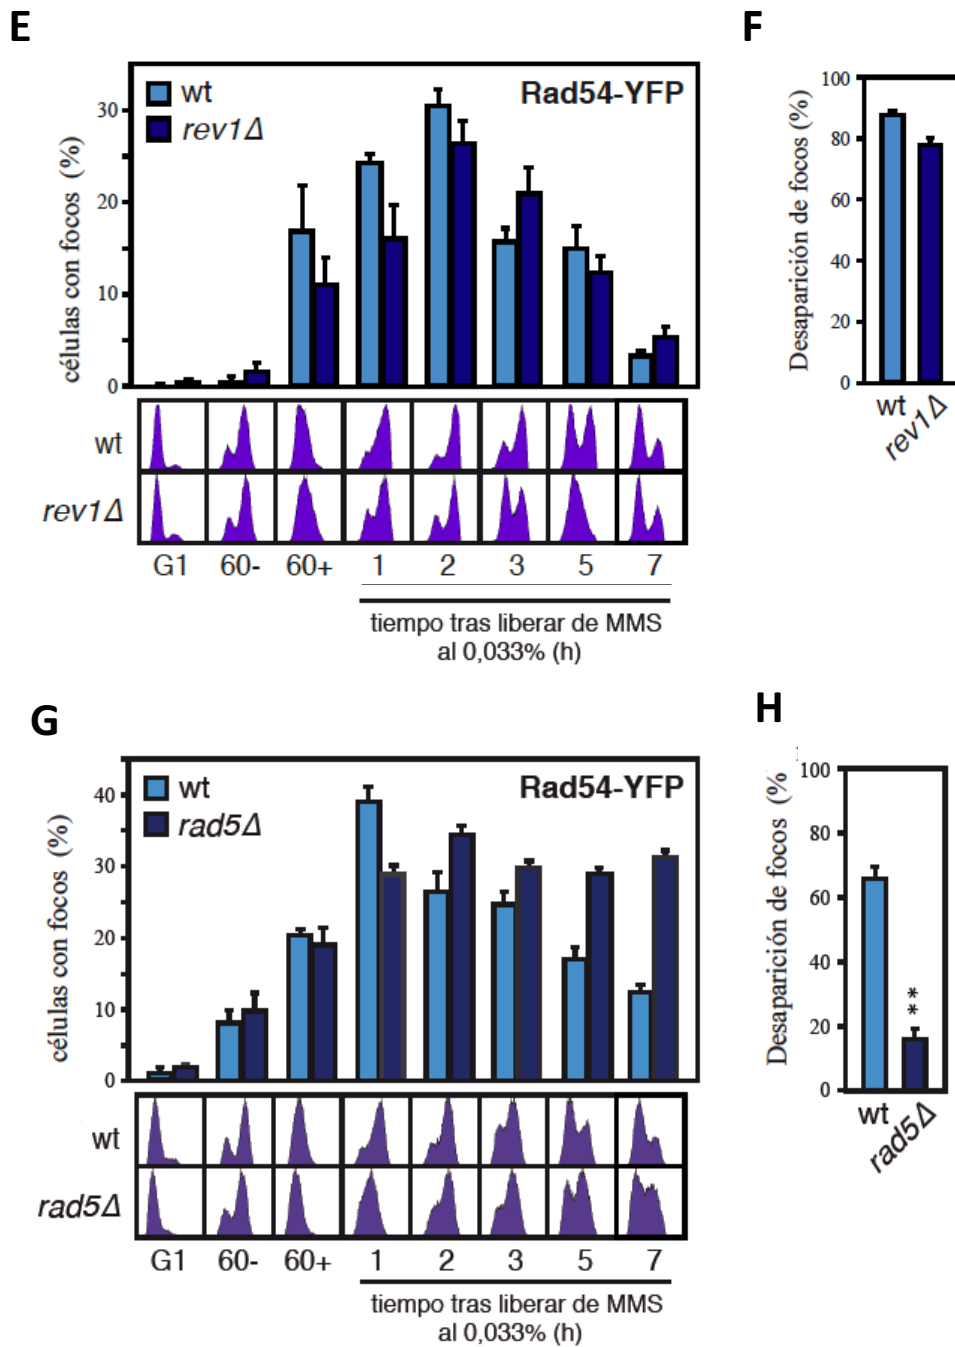 E
F
wt
rev1Δ
Rad54-YFP
células con focos (%)
30
20
10
0
wt
rev1Δ
G1 60- 60+ 1 2 3 5 7
tiempo tras liberar de MMS
al 0,033% (h)
Desaparición de focos (%)
100
80
60
40
20
0
wt
rev1Δ
G
H
wt
rad5Δ
Rad54-YFP
células con focos (%)
40
30
20
10
0
wt
rad5Δ
G1 60- 60+ 1 2 3 5 7
tiempo tras liberar de MMS
al 0,033% (h)
Desaparición de focos (%
100
80
60
40
20
0
**
wt
rad5Δ